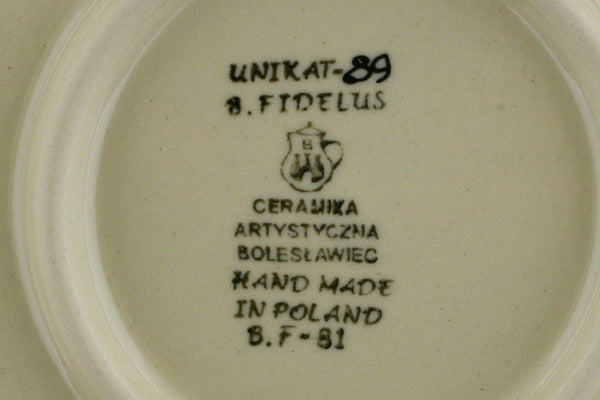 UNIKAT-89
B. FIDELUS
S
CERAMIKA
ARTYSTYCZNA
BOLESŁAWIEC
HAND MADE
IN POLAND
B.F-81